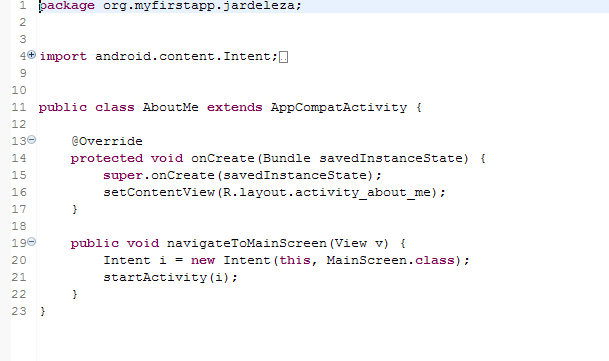 1 package org.myfirstapp.jardeleza;
2
3
4 import android.content.Intent;
9
10
11 public class AboutMe extends AppCompatActivity {
12
13 @Override
14 protected void onCreate(Bundle savedInstanceState) {
15 super.onCreate(savedInstanceState);
16 setContentView(R.layout.activity_about_me);
17 }
18
19 public void navigateToMainScreen(View v) {
20 Intent i = new Intent(this, MainScreen.class);
21 startActivity(i);
22 }
23 }